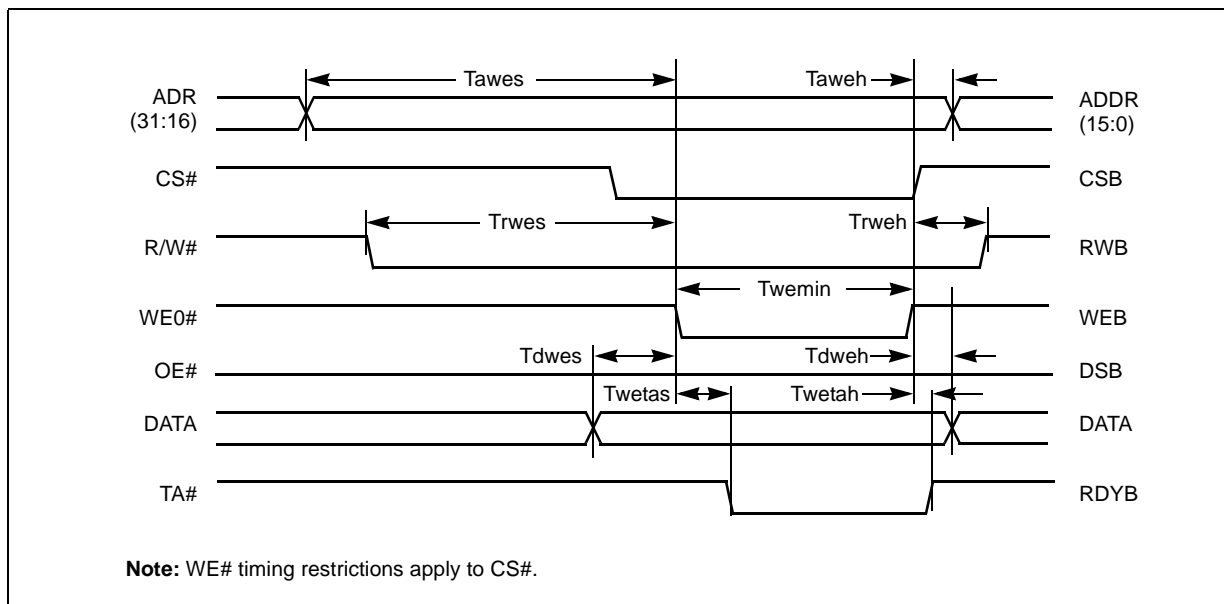 Tawes
Taweh
ADR
(31:16)
ADDR
(15:0)
CS#
CSB
Trwes
Trweh
R/W#
RWB
Twemin
WE0#
WEB
Tdwes
Tdweh
OE#
DSB
Twetas
Twetah
DATA
DATA
TA#
RDYB
Note: WE# timing restrictions apply to CS#.